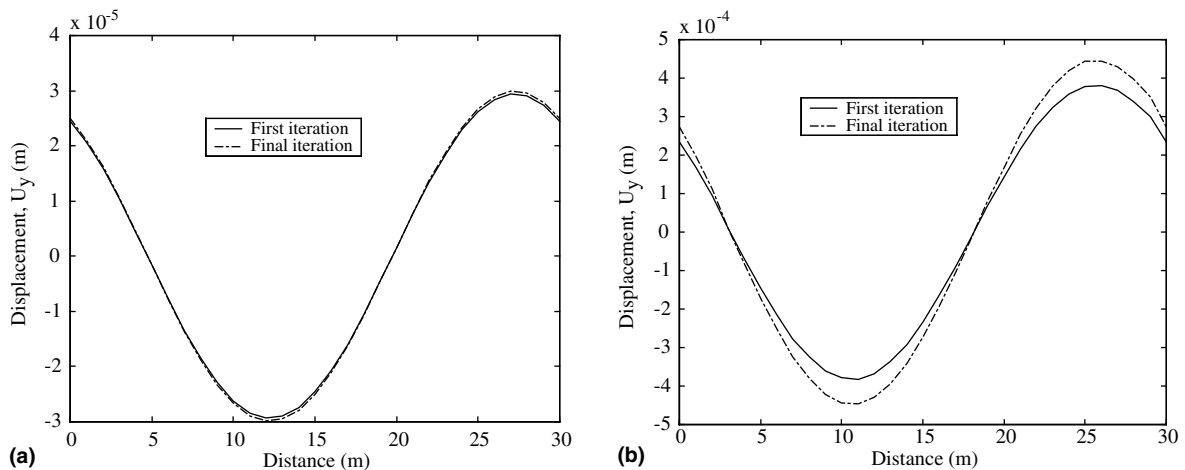 x 10-5
4
3
2
1
0
-1
-2
-3
Displacement, Uy (m)
First iteration
Final iteration
0 5 10 15 20 25 30
Distance (m)
(a)
x 10-4
5
4
3
2
1
0
-1
-2
-3
-4
-5
Displacement, Uy (m)
First iteration
Final iteration
0 5 10 15 20 25 30
Distance (m)
(b)